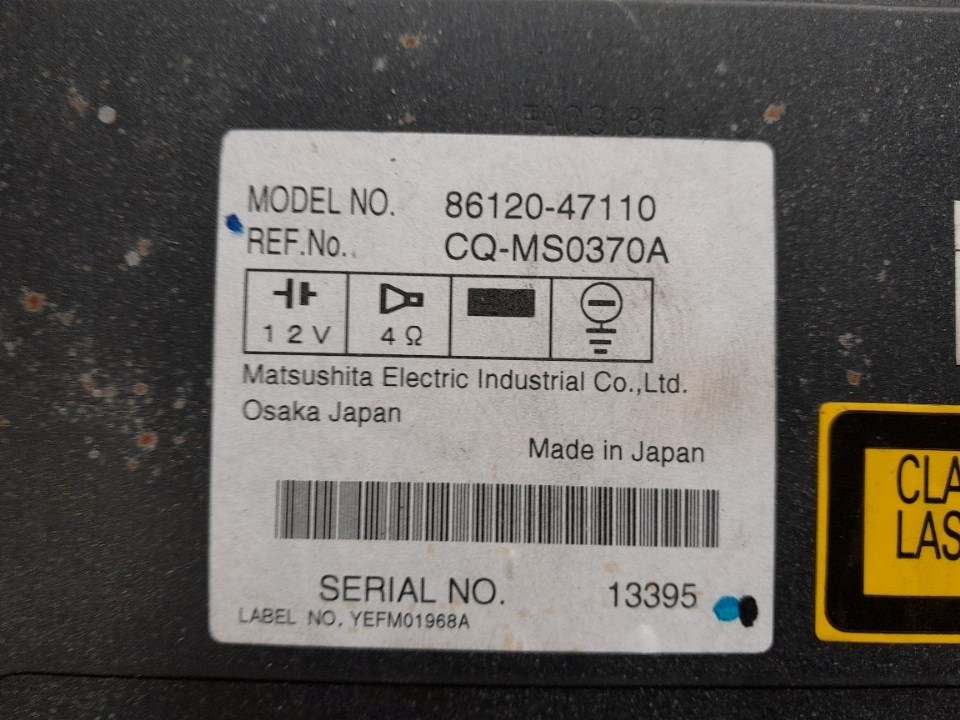 FA03186
MODEL NO. 86120-47110
REF.No.. CQ-MS0370A
12V 4Ω
Matsushita Electric Industrial Co.,Ltd.
Osaka Japan
Made in Japan
SERIAL NO. 13395
LABEL NO. YEFM01968A
CLA
LAS